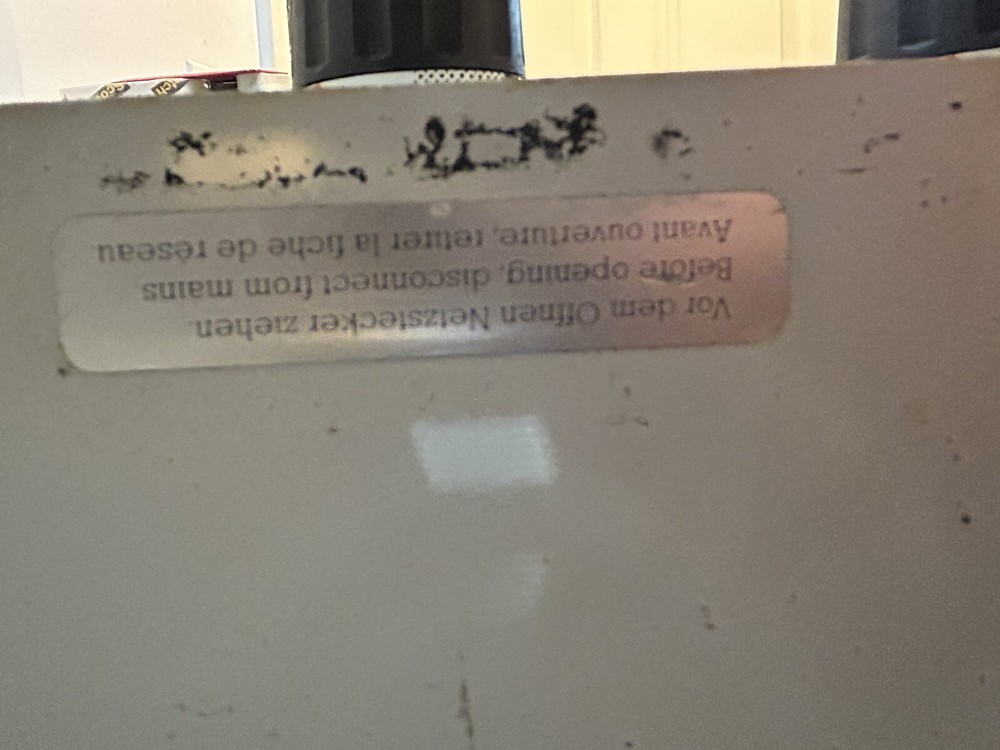 Vor dem Öffnen Netzstecker ziehen.
Before opening, disconnect from mains
Avant ouverture, retirer la fiche de réseau